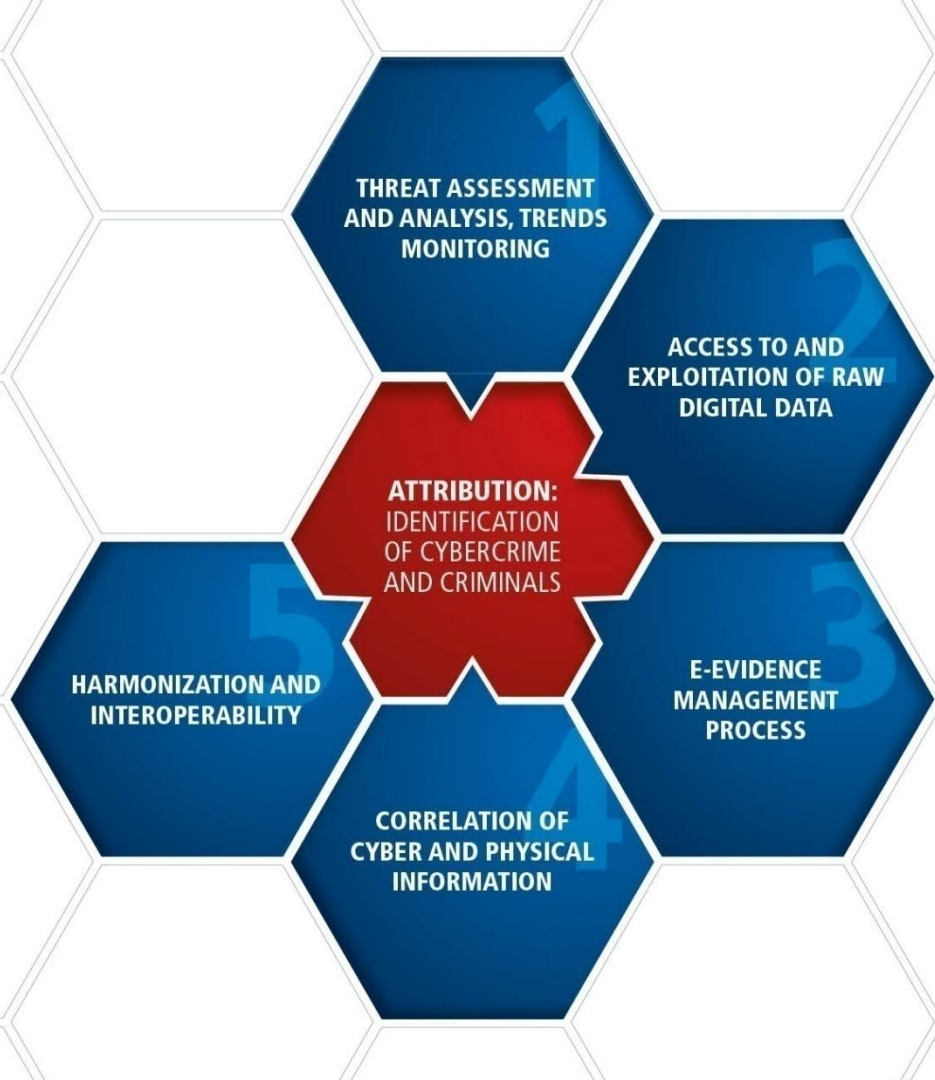 1
THREAT ASSESSMENT
AND ANALYSIS, TRENDS
MONITORING
2
ACCESS TO AND
EXPLOITATION OF RAW
DIGITAL DATA
ATTRIBUTION:
IDENTIFICATION
OF CYBERCRIME
AND CRIMINALS
3
E-EVIDENCE
MANAGEMENT
PROCESS
4
CORRELATION OF
CYBER AND PHYSICAL
INFORMATION
5
HARMONIZATION AND
INTEROPERABILITY